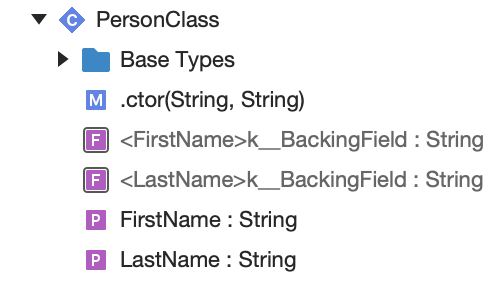 C PersonClass
Base Types
M .ctor(String, String)
F <FirstName>k__BackingField : String
F <LastName>k__BackingField : String
P FirstName : String
P LastName : String